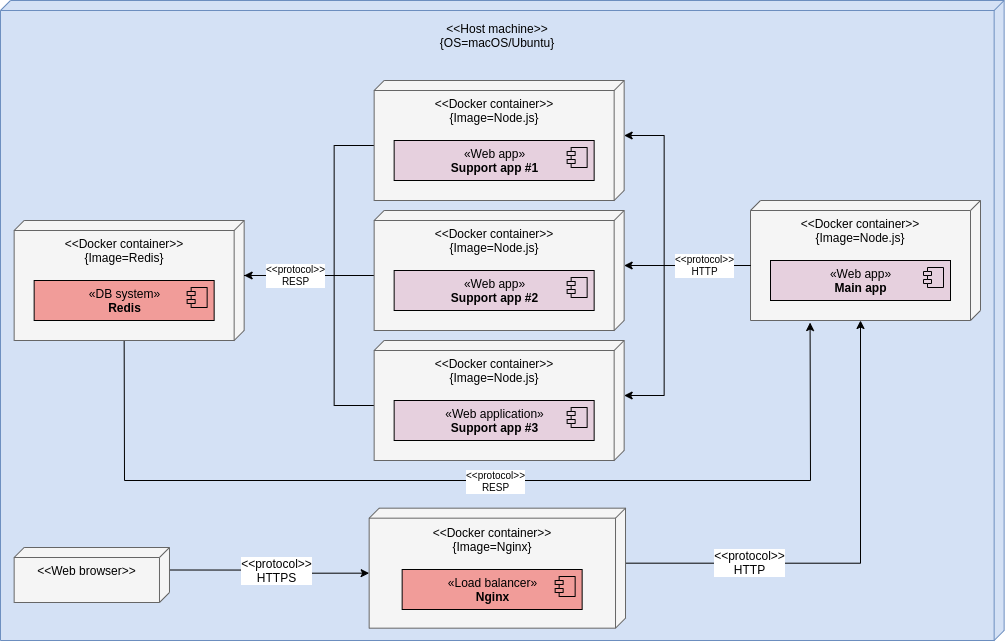 <<Host machine>>
{OS=macOS/Ubuntu}
<<Docker container>>
{Image=Node.js}
«Web app»
Support app #1
<<Docker container>>
{Image=Redis}
«DB system»
Redis
<<protocol>>
RESP
<<Docker container>>
{Image=Node.js}
«Web app»
Support app #2
<<protocol>>
HTTP
<<Docker container>>
{Image=Node.js}
«Web app»
Main app
<<Docker container>>
{Image=Node.js}
«Web application»
Support app #3
<<protocol>>
RESP
<<Web browser>>
<<protocol>>
HTTPS
<<Docker container>>
{Image=Nginx}
«Load balancer»
Nginx
<<protocol>>
HTTP